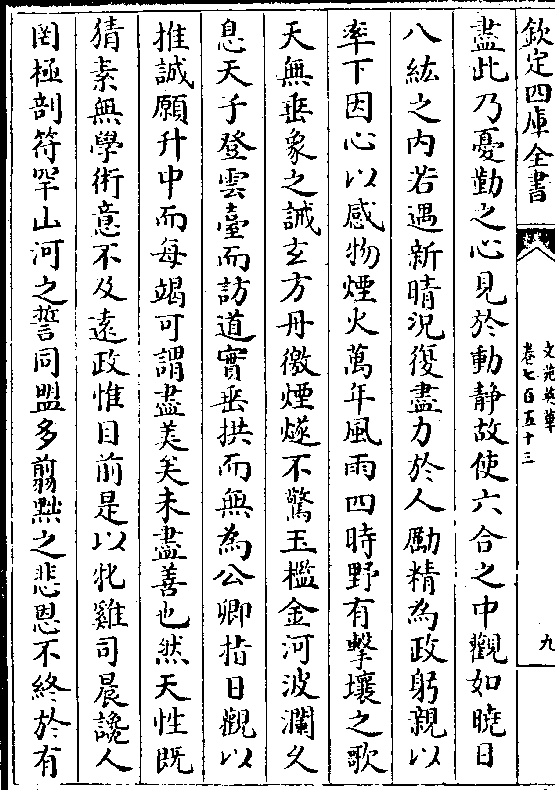 欽定四庫全書
文苑英華
卷七百五十三
九
盡此乃憂勤之心見於動靜故使六合之中觀如曉日
八紘之内若遇新晴況復盡力於人勵精為政躬親以
率下因心以感物煙火萬年風雨四時野有擊壤之歌
天無垂象之誡玄方丹徼煙燧不驚玉檻金河波瀾久
息天子登雲臺而訪道實垂拱而無為公卿指日觀以
推誠願升中而每竭可謂盡美矣未盡善也然天性既
猜素無學術意不及遠政惟目前是以牝雞司晨讒人
罔極剖符罕山河之誓同盟多翦黜之悲恩不終於有